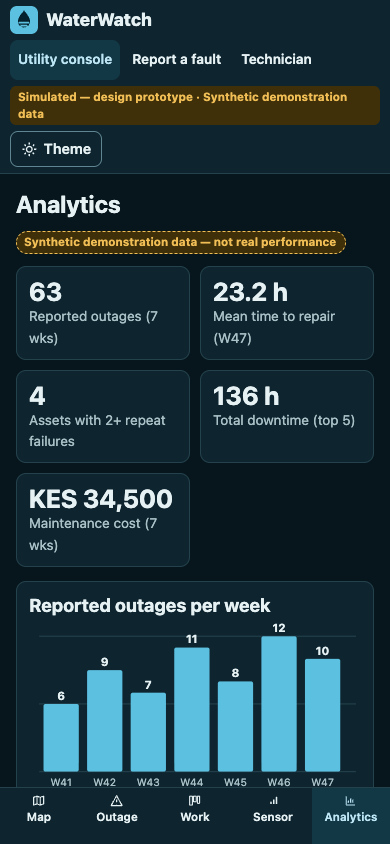 WaterWatch
Utility console
Report a fault
Technician
Simulated — design prototype · Synthetic demonstration
data
Theme
Analytics
Synthetic demonstration data — not real performance
63
Reported outages (7
wks)
23.2 h
Mean time to repair
(W47)
4
Assets with 2+ repeat
failures
136 h
Total downtime (top 5)
KES 34,500
Maintenance cost (7
wks)
Reported outages per week
6
9
7
11
8
12
10
W41
W42
W43
W44
W45
W46
W47
Map
Outage
Work
Sensor
Analytics